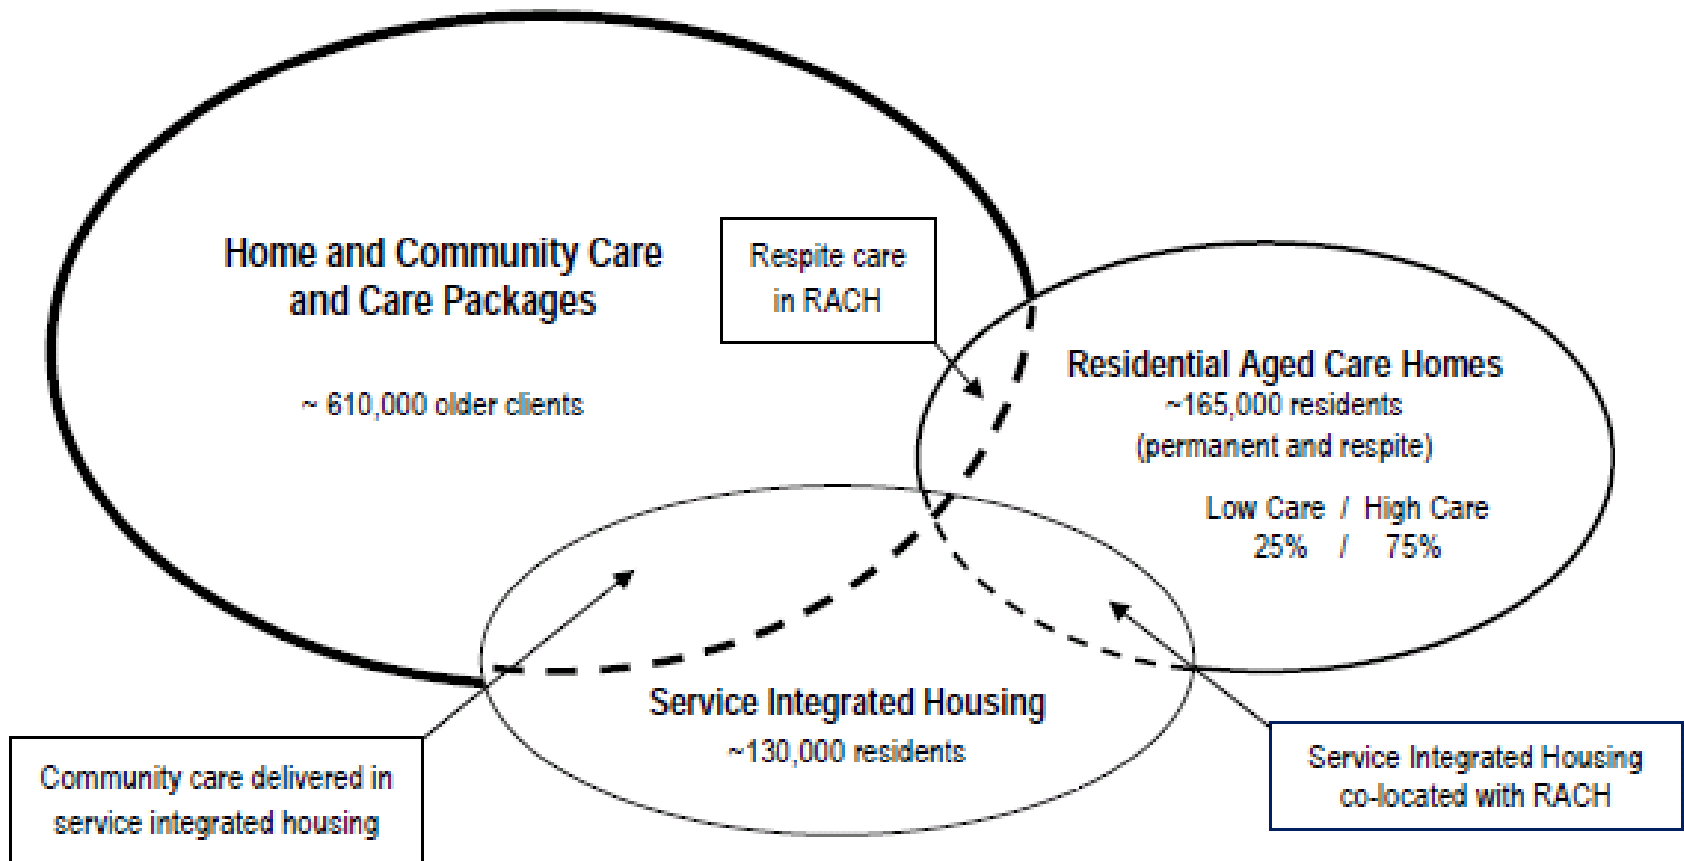 Home and Community Care
and Care Packages
~ 610,000 older clients
Respite care
in RACH
Residential Aged Care Homes
~165,000 residents
(permanent and respite)
Low Care / High Care
25% / 75%
Service Integrated Housing
~130,000 residents
Community care delivered in
service integrated housing
Service Integrated Housing
co-located with RACH